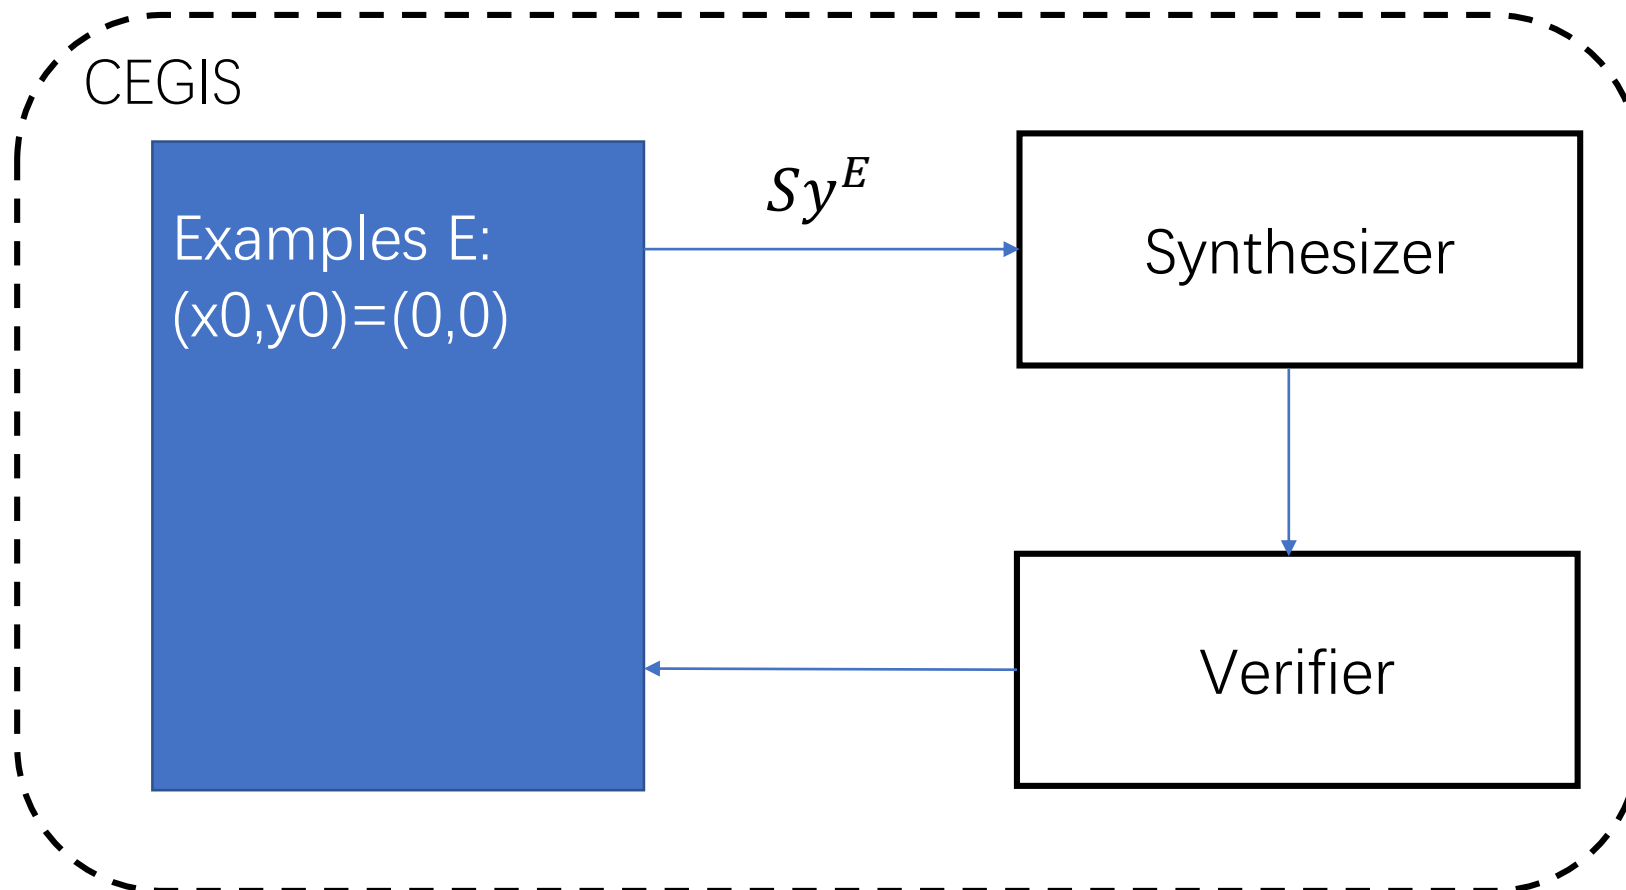 CEGIS
Examples E:
(x0,y0)=(0,0)
Sy^E
Synthesizer
Verifier